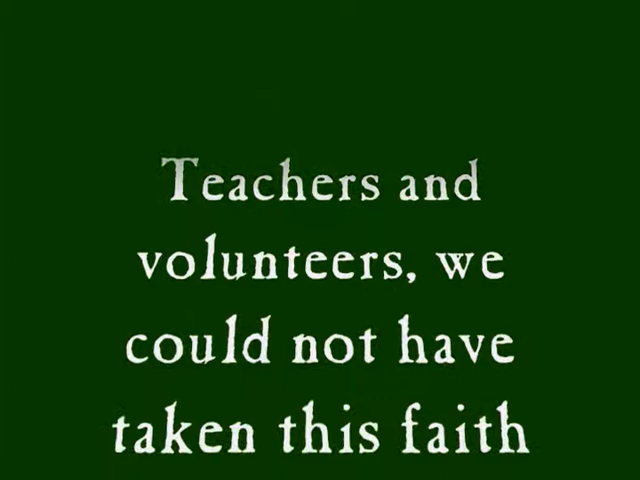 Teachers and
volunteers, we
could not have
taken this faith